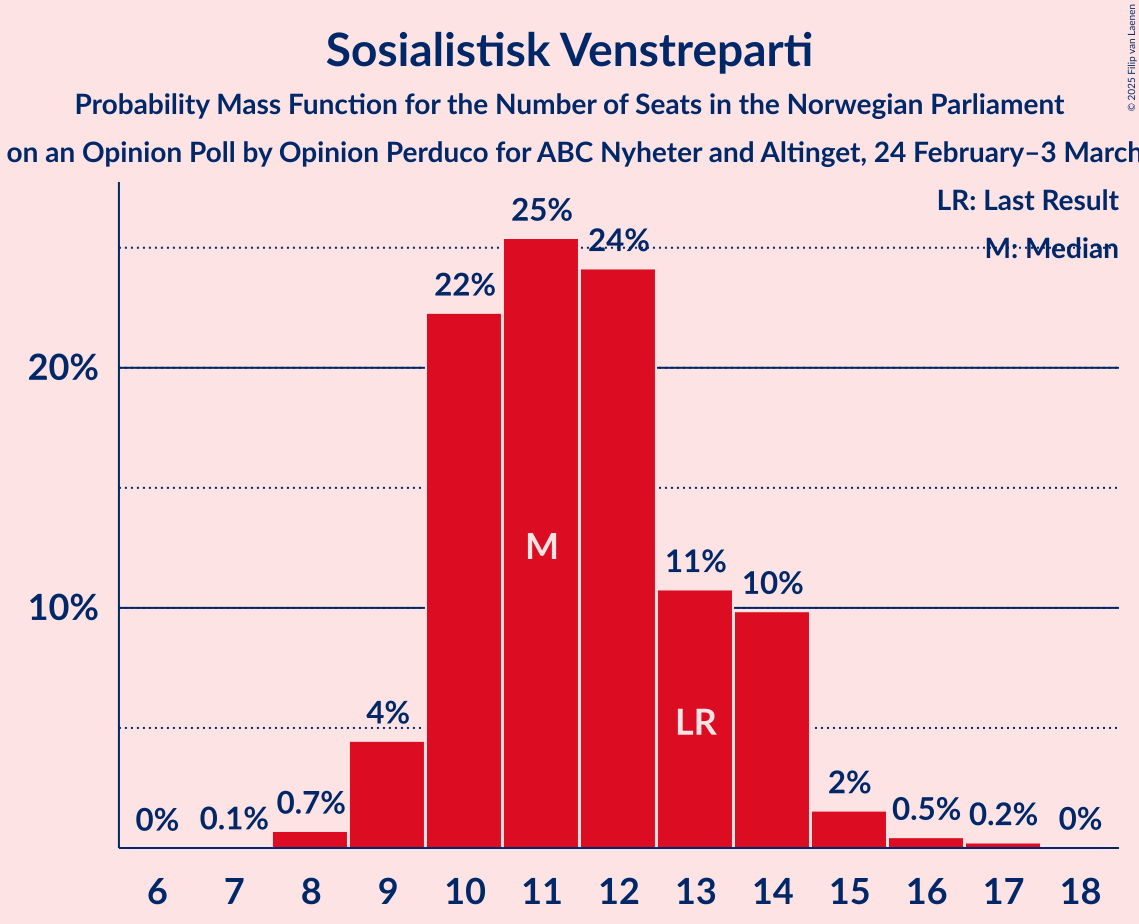 Sosialistisk Venstreparti
Probability Mass Function for the Number of Seats in the Norwegian Parliament
on an Opinion Poll by Opinion Perduco for ABC Nyheter and Altinget, 24 February–3 March
© 2025 Filip van Laenen
LR: Last Result
M: Median
25%
24%
22%
20%
M
11%
10%
10%
LR
4%
2%
0%
0.1%
0.7%
0.5%
0.2%
0%
6 7 8 9 10 11 12 13 14 15 16 17 18